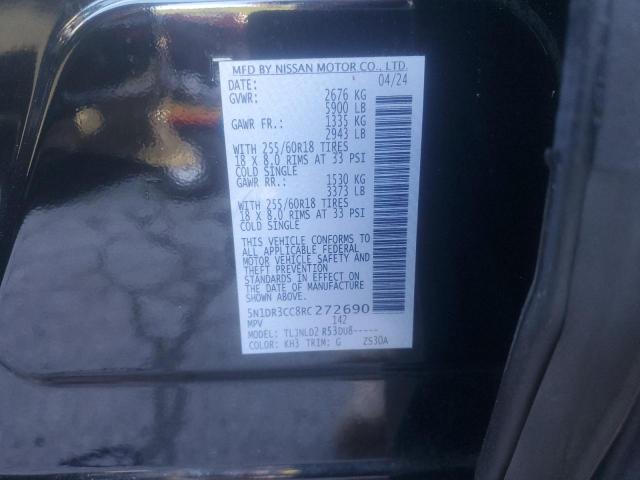 MFD BY NISSAN MOTOR CO., LTD.
DATE: 04/24
GVWR: 2676 KG
5900 LB
GAWR FR.: 1335 KG
2943 LB
WITH 255/60R18 TIRES
18 X 8.0 RIMS AT 33 PSI
COLD SINGLE
GAWR RR.: 1530 KG
3373 LB
WITH 255/60R18 TIRES
18 X 8.0 RIMS AT 33 PSI
COLD SINGLE
THIS VEHICLE CONFORMS TO
ALL APPLICABLE FEDERAL
MOTOR VEHICLE SAFETY AND
THEFT PREVENTION
STANDARDS IN EFFECT ON
THE DATE OF MANUFACTURE
SHOWN ABOVE.
5N1DR3CC8RC272690
MPV 142
MODEL: TLJNLD2 R53DU8-----
COLOR: KH3 TRIM: G ZS30A